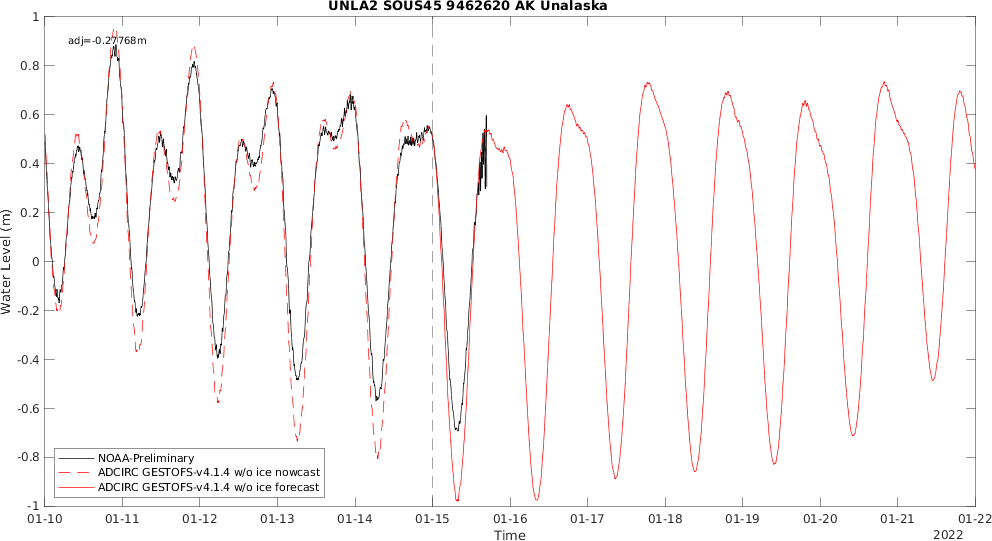 UNLA2 SOUS45 9462620 AK Unalaska
1
adj=-0.27768m
0.8
0.6
0.4
0.2
0
-0.2
-0.4
-0.6
-0.8
-1
Water Level (m)
NOAA-Preliminary
ADCIRC GESTOFS-v4.1.4 w/o ice nowcast
ADCIRC GESTOFS-v4.1.4 w/o ice forecast
01-10 01-11 01-12 01-13 01-14 01-15 01-16 01-17 01-18 01-19 01-20 01-21 01-22
Time
2022